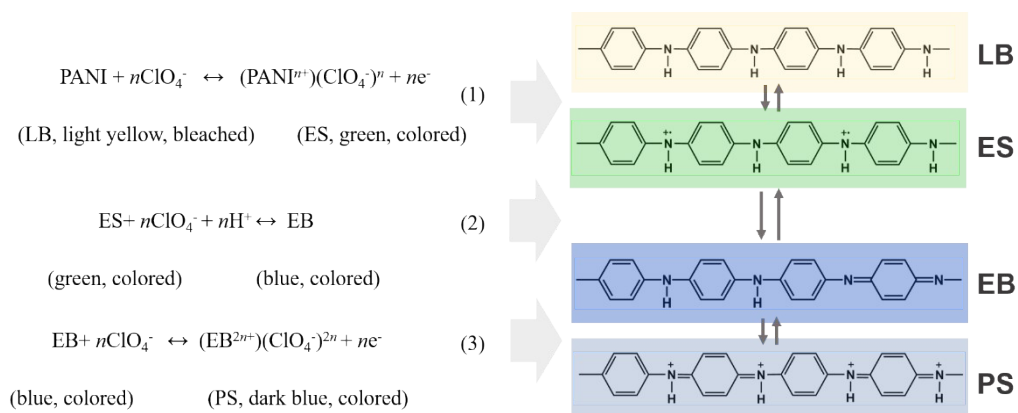 PANI + nClO₄⁻ ↔ (PANIⁿ⁺)(ClO₄⁻)ⁿ + ne⁻ (1)
(LB, light yellow, bleached) (ES, green, colored)
ES+ nClO₄⁻ + nH⁺ ↔ EB (2)
(green, colored) (blue, colored)
EB+ nClO₄⁻ ↔ (EB²ⁿ⁺)(ClO₄⁻)²ⁿ + ne⁻ (3)
(blue, colored) (PS, dark blue, colored)
N N N N LB
H H H H
+• +•
N N N N ES
H H H H
N N N N EB
H H
+ + + +
N N N N PS
H H H H